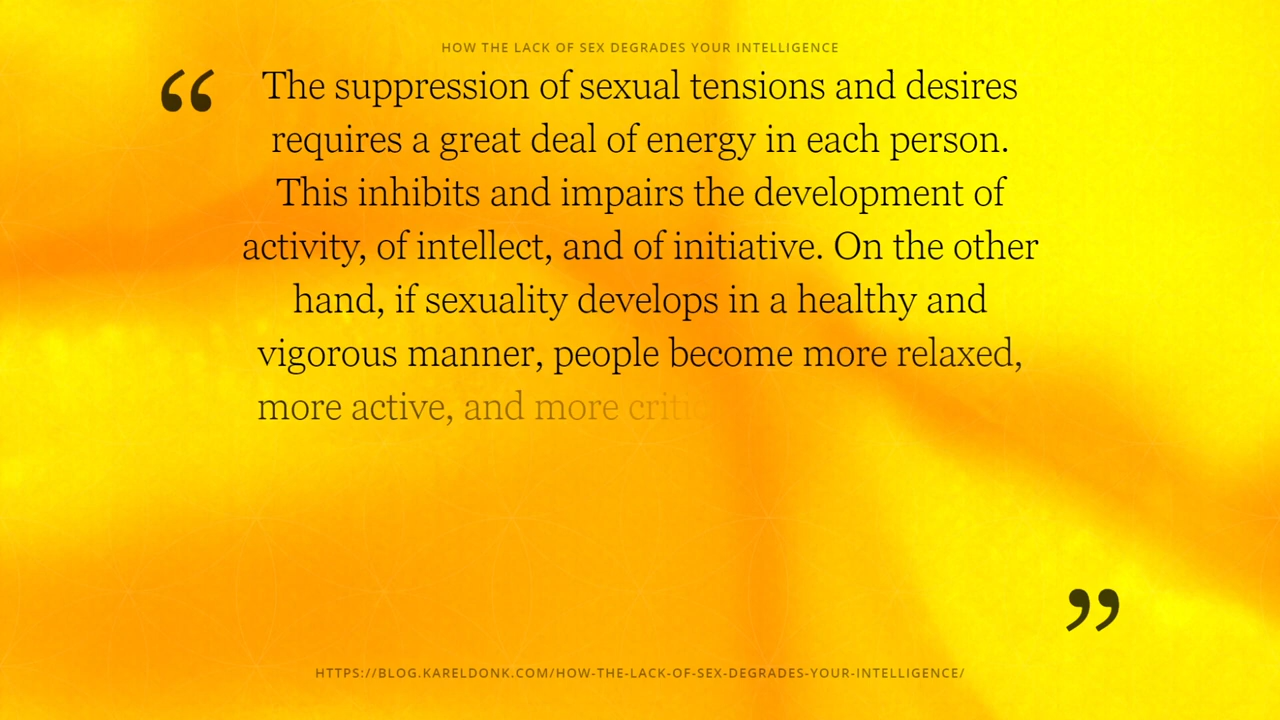 HOW THE LACK OF SEX DEGRADES YOUR INTELLIGENCE
“ The suppression of sexual tensions and desires
requires a great deal of energy in each person.
This inhibits and impairs the development of
activity, of intellect, and of initiative. On the other
hand, if sexuality develops in a healthy and
vigorous manner, people become more relaxed,
more active, and more
”
HTTPS://BLOG.KARELDONK.COM/HOW-THE-LACK-OF-SEX-DEGRADES-YOUR-INTELLIGENCE/